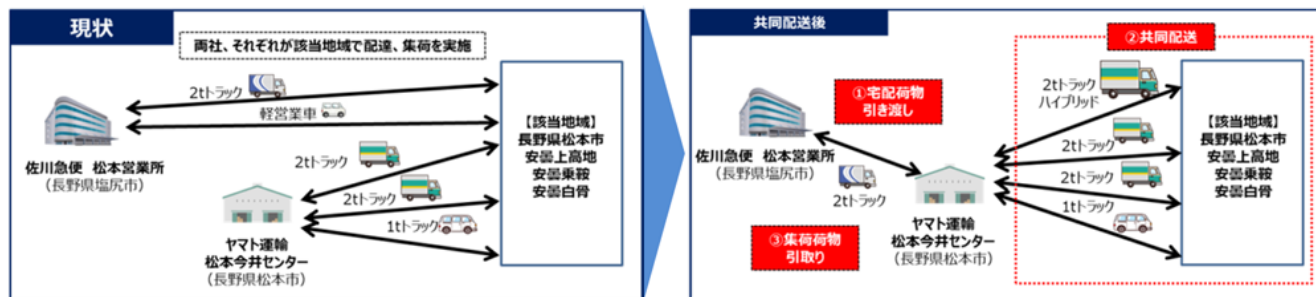 現状
両社、それぞれが該当地域で配達、集荷を実施
2tトラック
軽営業車
佐川急便　松本営業所
（長野県塩尻市）
2tトラック
2tトラック
1tトラック
ヤマト運輸
松本今井センター
（長野県松本市）
【該当地域】
長野県松本市
安曇上高地
安曇乗鞍
安曇白骨
共同配送後
②共同配送
①宅配荷物
引き渡し
佐川急便　松本営業所
（長野県塩尻市）
2tトラック
③集荷荷物
引取り
ヤマト運輸
松本今井センター
（長野県松本市）
2tトラック
ハイブリッド
2tトラック
2tトラック
1tトラック
【該当地域】
長野県松本市
安曇上高地
安曇乗鞍
安曇白骨